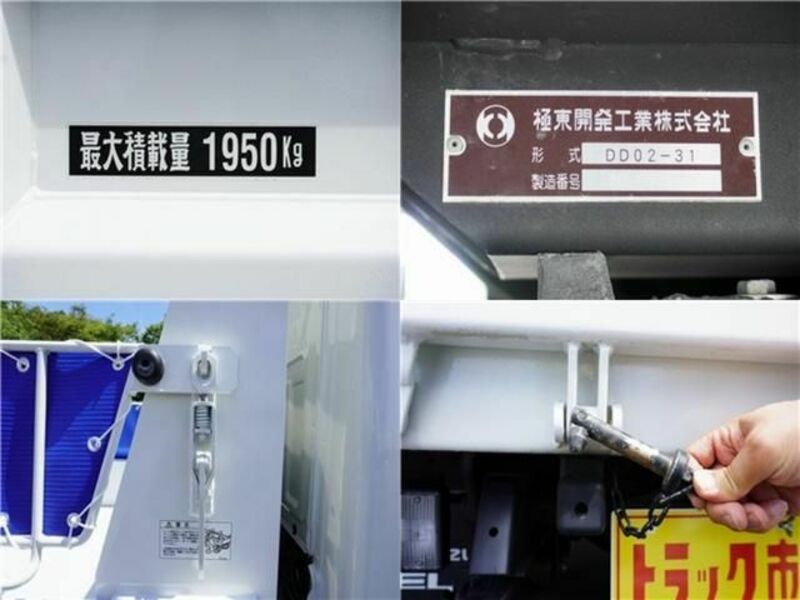 最大積載量 1950Kg
極東開発工業株式会社
形式 DD02-31
製造番号
トラック市